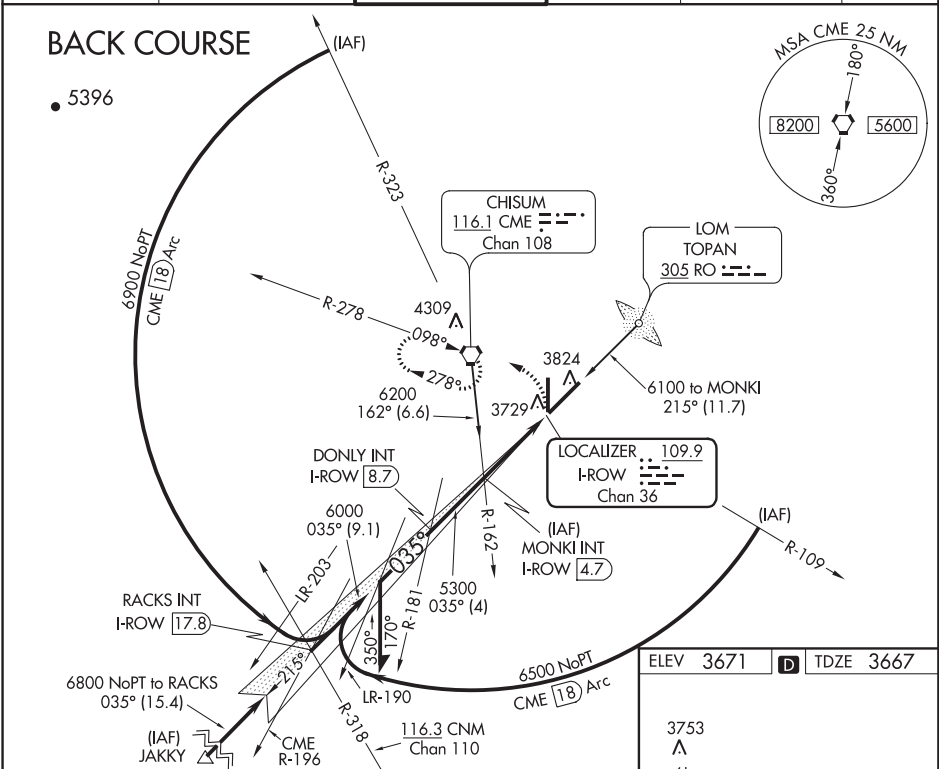 BACK COURSE
(IAF)
MSA CME 25 NM
180°
8200
5600
360°
5396
R-323
CHISUM
116.1 CME
Chan 108
LOM
TOPAN
305 RO
6900 NoPT
CME 18 Arc
R-278
4309
098°
278°
3824
3729
6100 to MONKI
215° (11.7)
6200
162° (6.6)
LOCALIZER 109.9
I-ROW
Chan 36
DONLY INT
I-ROW 8.7
6000
035° (9.1)
035°
R-162
(IAF)
MONKI INT
I-ROW 4.7
(IAF)
R-109
LR-203
5300
035° (4)
R-181
RACKS INT
I-ROW 17.8
350°
170°
215°
LR-190
6500 NoPT
CME 18 Arc
6800 NoPT to RACKS
035° (15.4)
(IAF)
JAKKY
CME
R-196
R-318
116.3 CNM
Chan 110
ELEV 3671 D TDZE 3667
3753